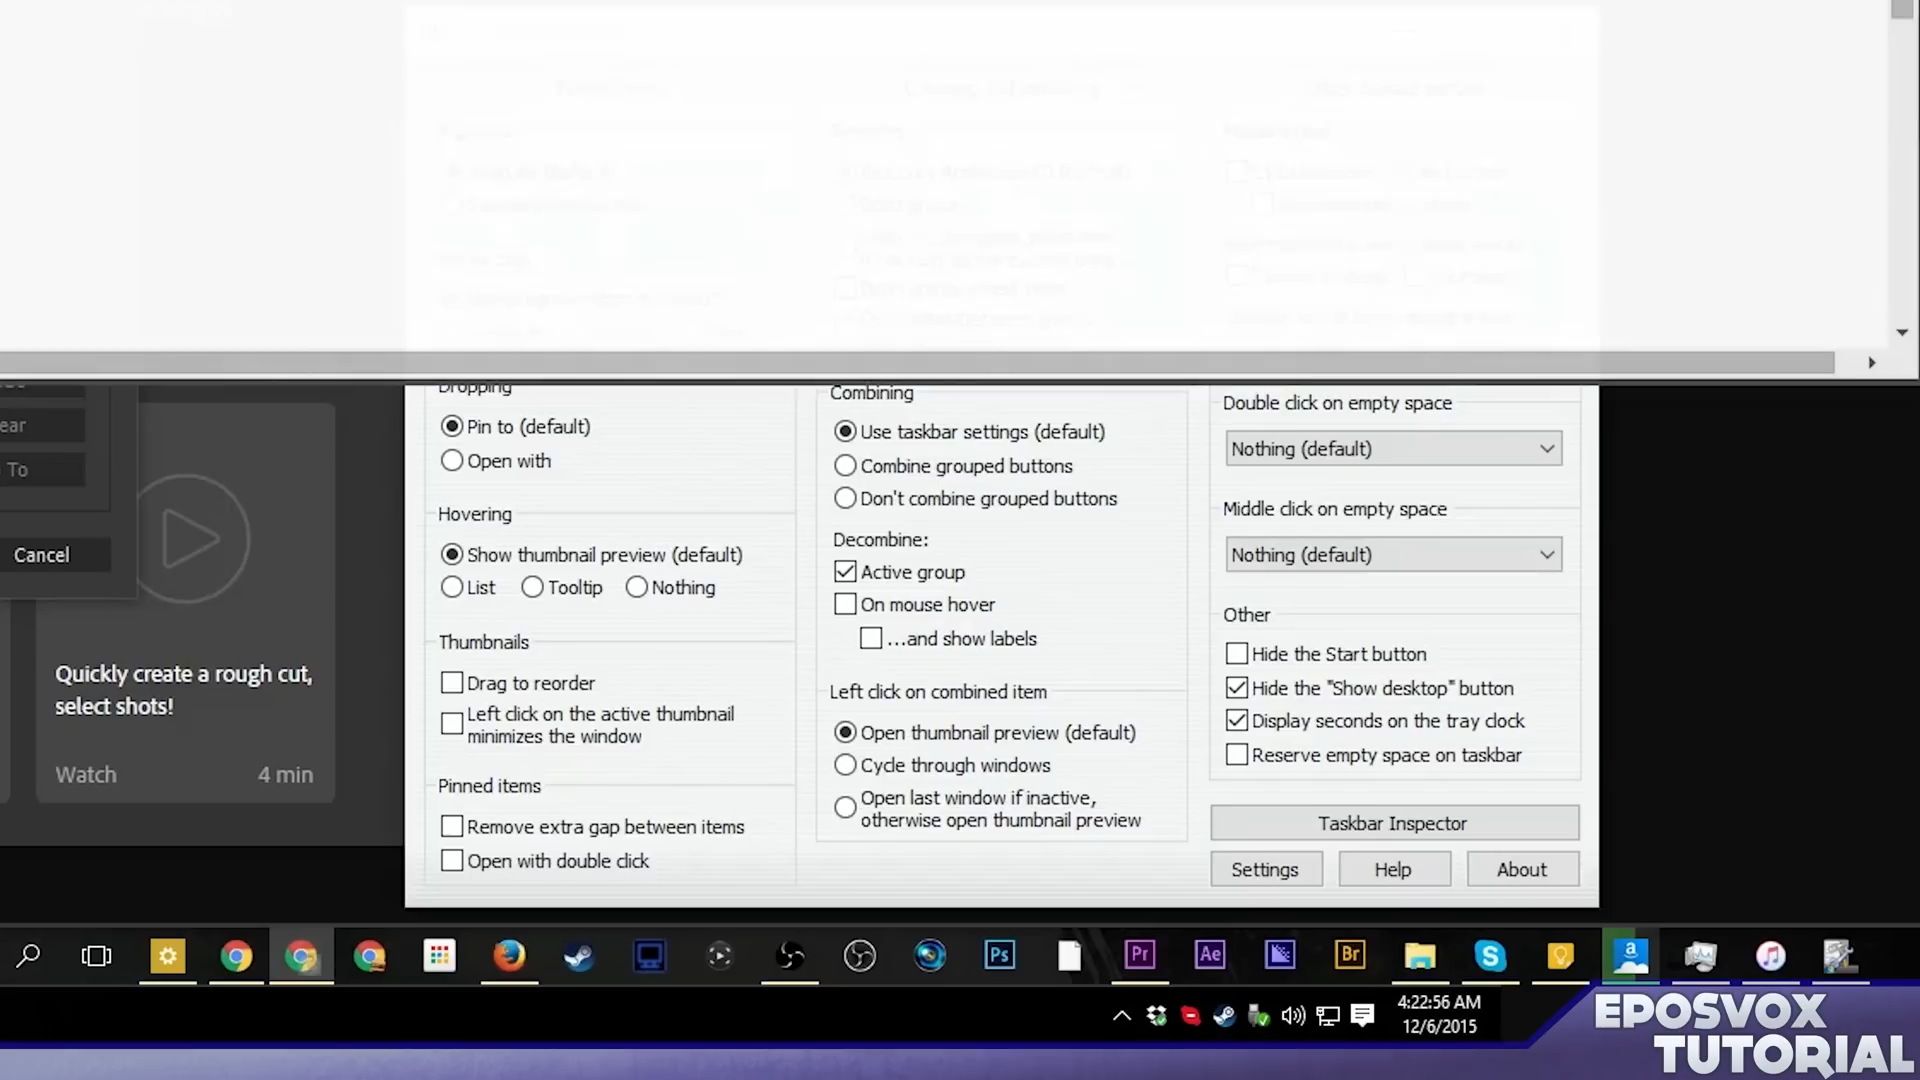 Dropping
Pin to (default)
Open with
Hovering
Show thumbnail preview (default)
List
Tooltip
Nothing
Thumbnails
Drag to reorder
Left click on the active thumbnail
minimizes the window
Pinned items
Remove extra gap between items
Open with double click
Combining
Use taskbar settings (default)
Combine grouped buttons
Don't combine grouped buttons
Decombine:
Active group
On mouse hover
...and show labels
Left click on combined item
Open thumbnail preview (default)
Cycle through windows
Open last window if inactive,
otherwise open thumbnail preview
Double click on empty space
Nothing (default)
Middle click on empty space
Nothing (default)
Other
Hide the Start button
Hide the "Show desktop" button
Display seconds on the tray clock
Reserve empty space on taskbar
Taskbar Inspector
Settings
Help
About
ear
To
Cancel
Quickly create a rough cut,
select shots!
Watch
4 min
Ps
Pr
Ae
Br
a
4:22:56 AM
12/6/2015
EPOSVOX
TUTORIAL